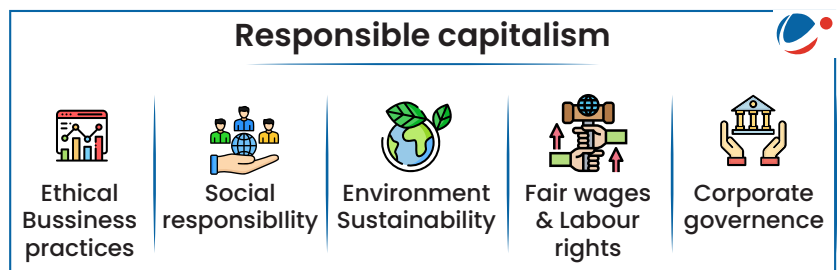 Responsible capitalism
Ethical
Bussiness
practices
Social
responsibIlity
Environment
Sustainability
Fair wages
& Labour
rights
Corporate
governence